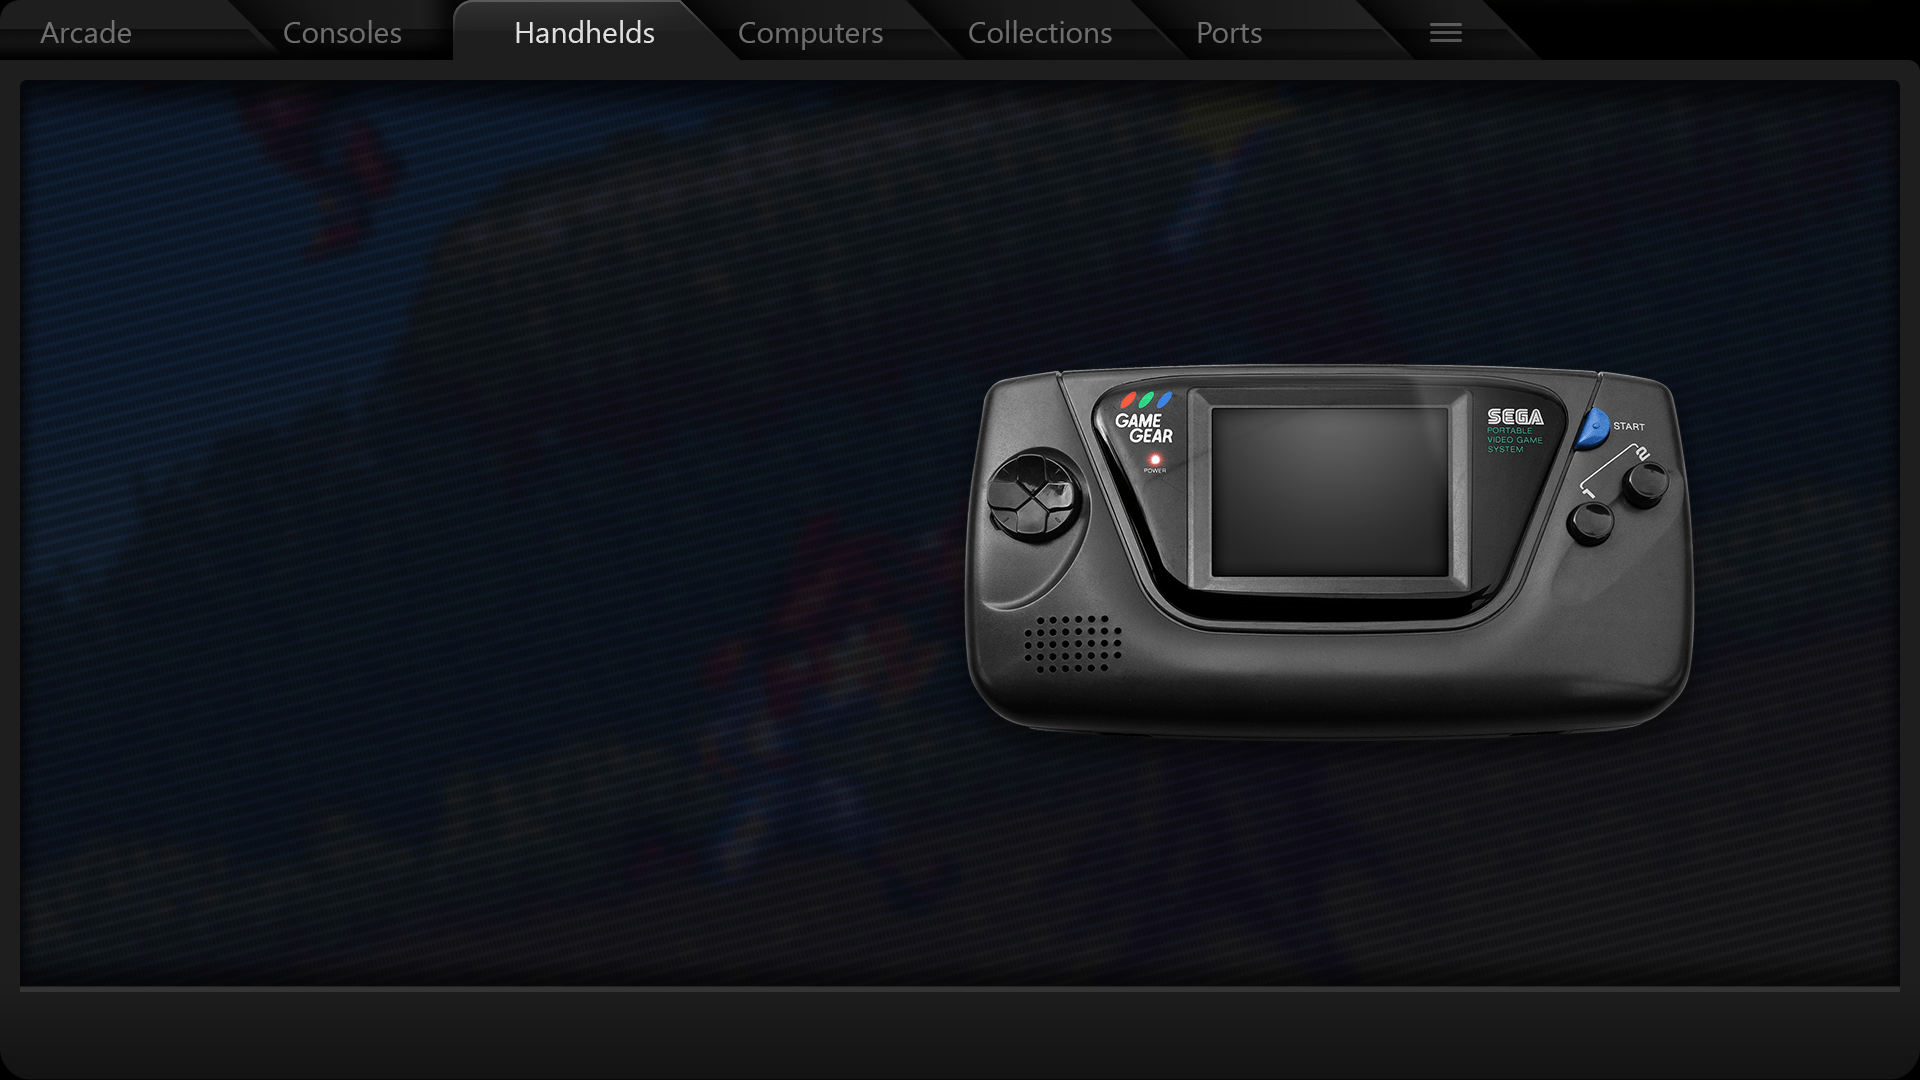 Arcade
Consoles
Handhelds
Computers
Collections
Ports
GAME
GEAR
POWER
SEGA
PORTABLE
VIDEO GAME
SYSTEM
START
2
1